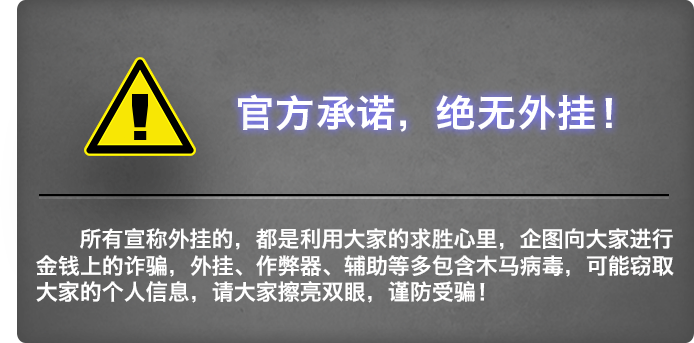 官方承诺，绝无外挂！
所有宣称外挂的，都是利用大家的求胜心里，企图向大家进行
金钱上的诈骗，外挂、作弊器、辅助等多包含木马病毒，可能窃取
大家的个人信息，请大家擦亮双眼，谨防受骗！